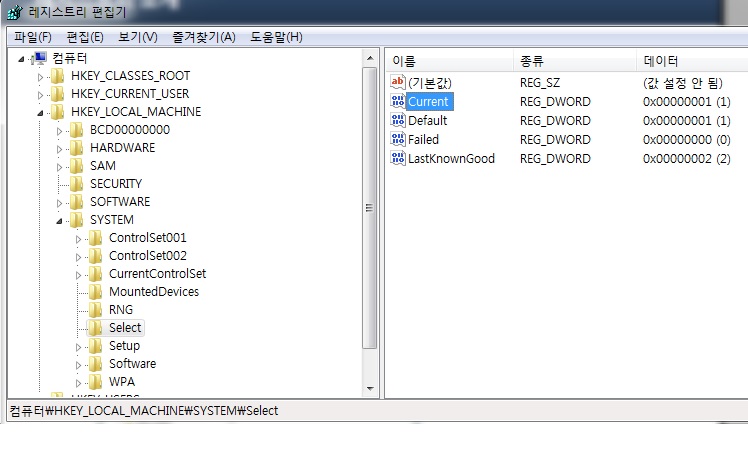 레지스트리 편집기
파일(F) 편집(E) 보기(V) 즐겨찾기(A) 도움말(H)
컴퓨터
HKEY_CLASSES_ROOT
HKEY_CURRENT_USER
HKEY_LOCAL_MACHINE
BCD00000000
HARDWARE
SAM
SECURITY
SOFTWARE
SYSTEM
ControlSet001
ControlSet002
CurrentControlSet
MountedDevices
RNG
Select
Setup
Software
WPA
HKEY_USERS
이름 종류 데이터
(기본값) REG_SZ (값 설정 안 됨)
Current REG_DWORD 0x00000001 (1)
Default REG_DWORD 0x00000001 (1)
Failed REG_DWORD 0x00000000 (0)
LastKnownGood REG_DWORD 0x00000002 (2)
컴퓨터₩HKEY_LOCAL_MACHINE₩SYSTEM₩Select